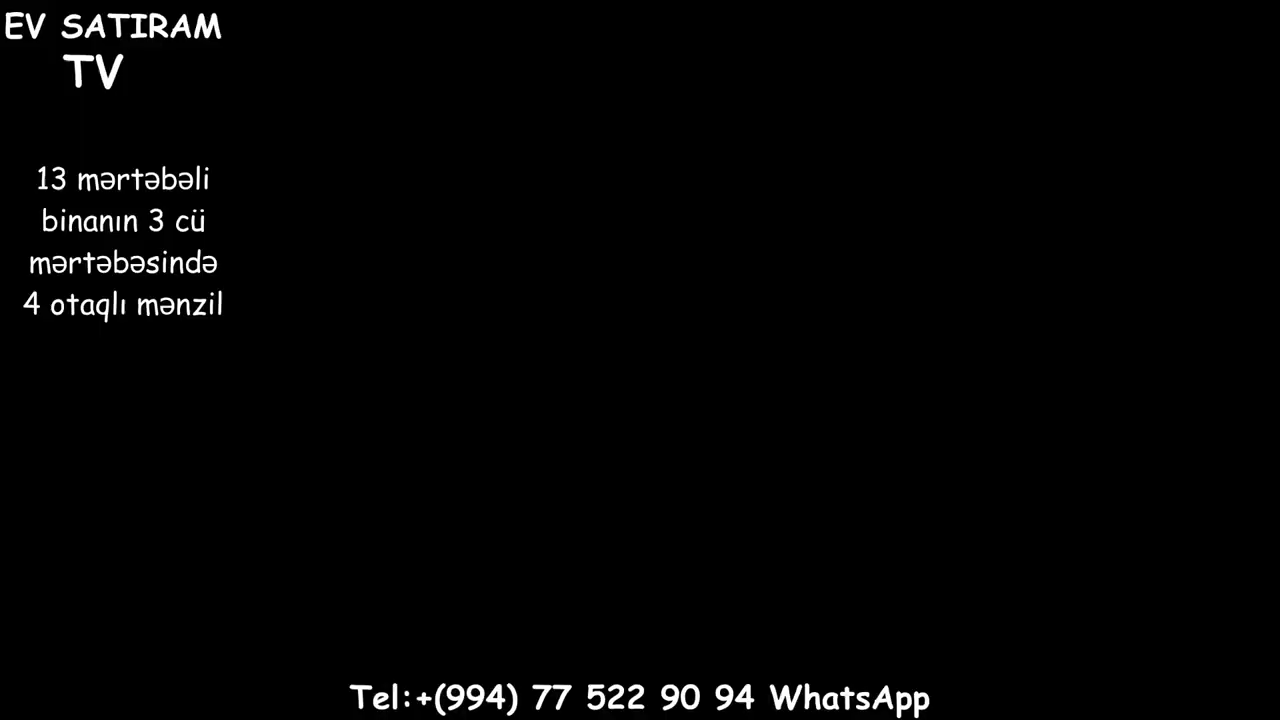 EV SATIRAM
TV
13 mərtəbəli
binanın 3 cü
mərtəbəsində
4 otaqlı mənzil
Tel:+(994) 77 522 90 94 WhatsApp